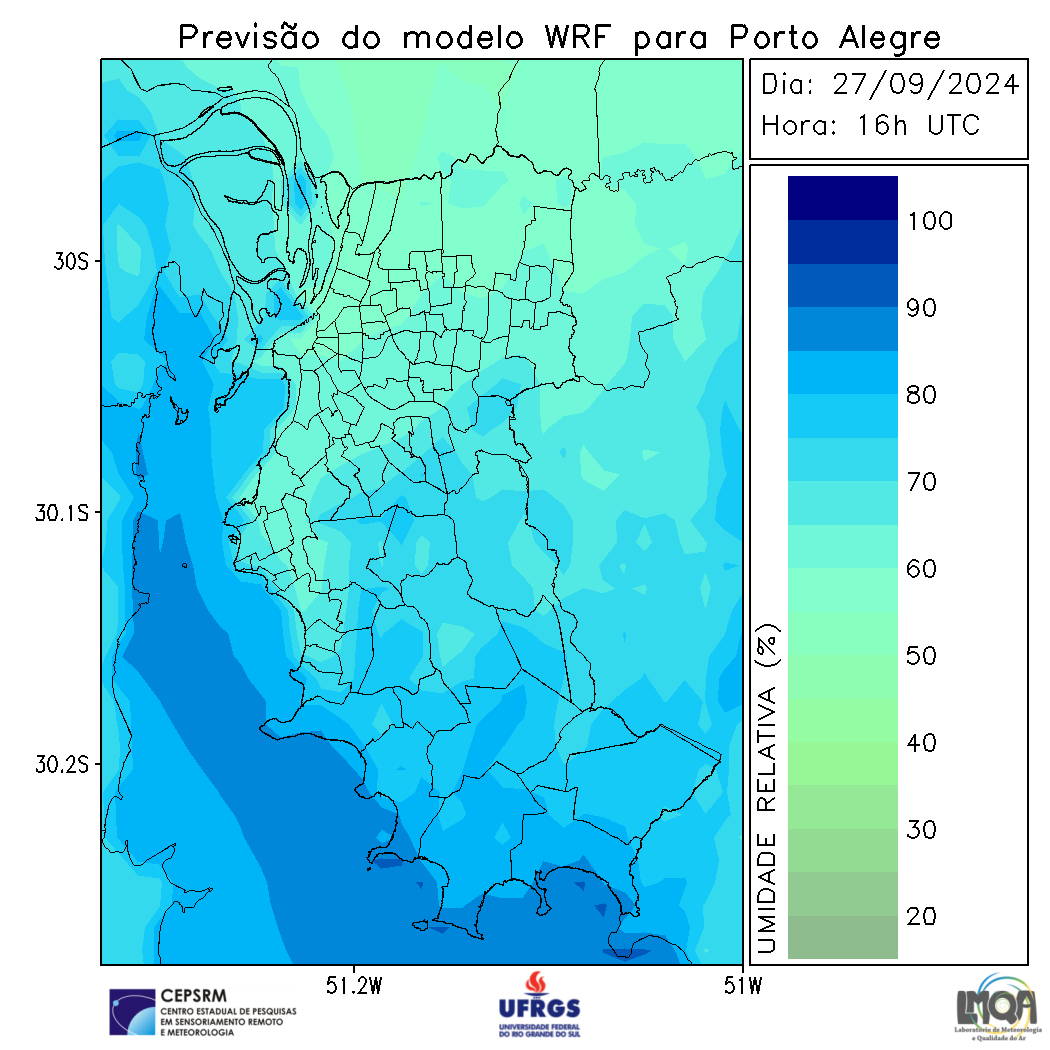 Previsão do modelo WRF para Porto Alegre
Dia: 27/09/2024
Hora: 16h UTC
30S
30.1S
30.2S
51.2W
51W
UMIDADE RELATIVA (%)
100
90
80
70
60
50
40
30
20
CEPSRM
CENTRO ESTADUAL DE PESQUISAS
EM SENSORIAMENTO REMOTO
E METEOROLOGIA
UFRGS
UNIVERSIDADE FEDERAL
DO RIO GRANDE DO SUL
LMQA
Laboratório de Meteorologia
e Qualidade do Ar